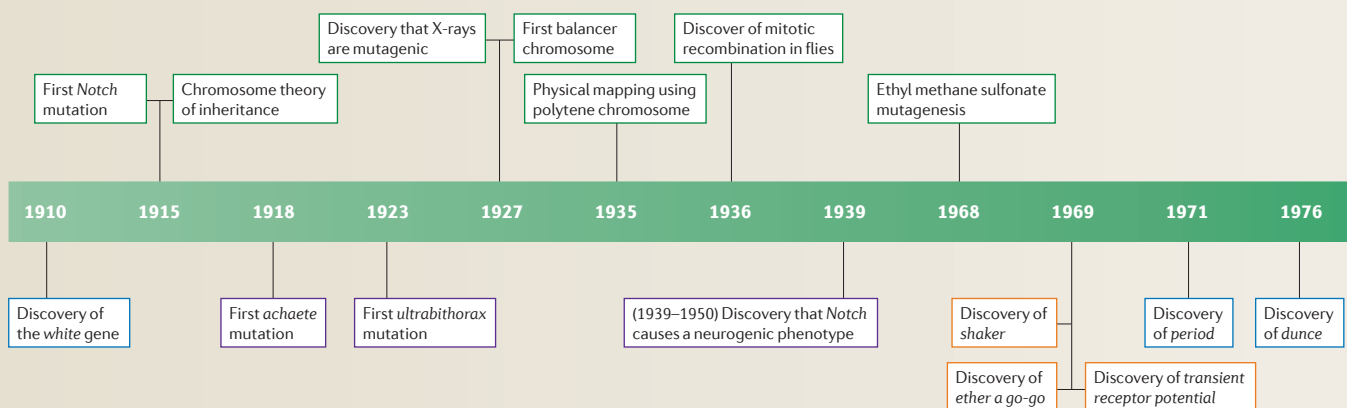 Discovery that X-rays
are mutagenic
First balancer
chromosome
Discover of mitotic
recombination in flies
First Notch
mutation
Chromosome theory
of inheritance
Physical mapping using
polytene chromosome
Ethyl methane sulfonate
mutagenesis
1910 1915 1918 1923 1927 1935 1936 1939 1968 1969 1971 1976
Discovery of
the white gene
First achaete
mutation
First ultrabithorax
mutation
(1939–1950) Discovery that Notch
causes a neurogenic phenotype
Discovery of
shaker
Discovery
of period
Discovery
of dunce
Discovery of
ether a go-go
Discovery of transient
receptor potential